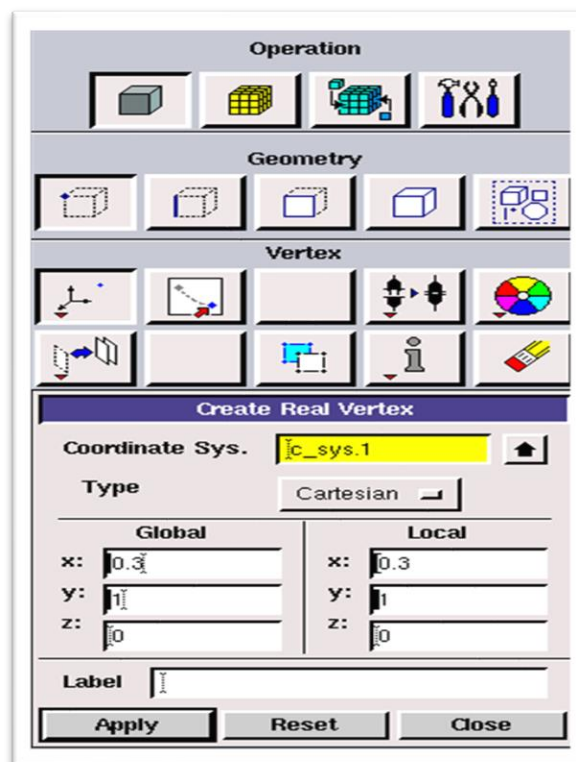 Operation
Geometry
Vertex
Create Real Vertex
Coordinate Sys. c_sys.1
Type Cartesian
Global Local
x: 0.3 x: 0.3
y: 1 y: 1
z: 0 z: 0
Label
Apply Reset Close